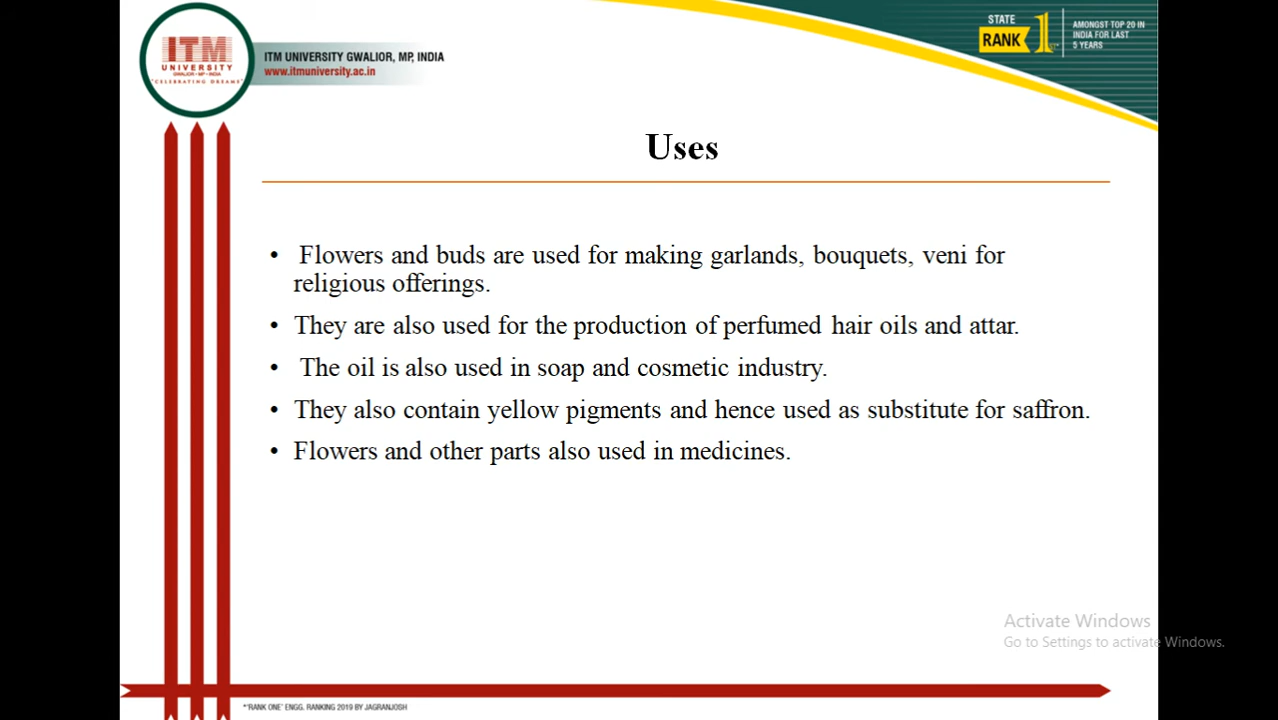 ITM
UNIVERSITY
GWALIOR • MP • INDIA
"CELEBRATING DREAMS"
ITM UNIVERSITY GWALIOR, MP, INDIA
www.itmuniversity.ac.in
STATE
RANK 1ST*
AMONGST TOP 20 IN
INDIA FOR LAST
5 YEARS
Uses
• Flowers and buds are used for making garlands, bouquets, veni for
religious offerings.
• They are also used for the production of perfumed hair oils and attar.
• The oil is also used in soap and cosmetic industry.
• They also contain yellow pigments and hence used as substitute for saffron.
• Flowers and other parts also used in medicines.
Activate Windows
Go to Settings to activate Windows.
*"RANK ONE" ENGG. RANKING 2019 BY JAGRANJOSH